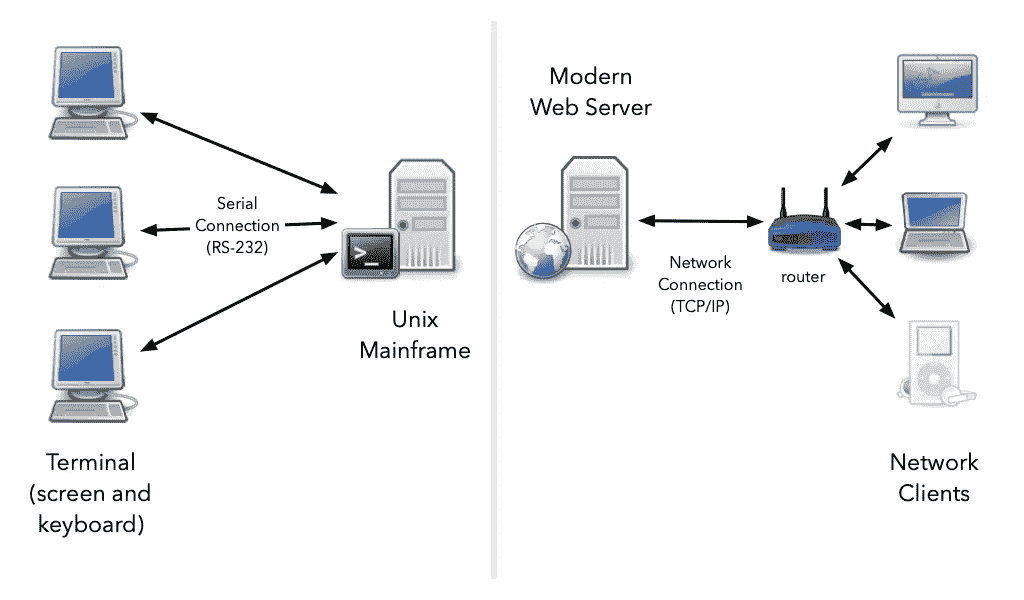 Modern
Web Server
Serial
Connection
(RS-232)
>_
Network
Connection
(TCP/IP)
router
Unix
Mainframe
Terminal
(screen and
keyboard)
Network
Clients